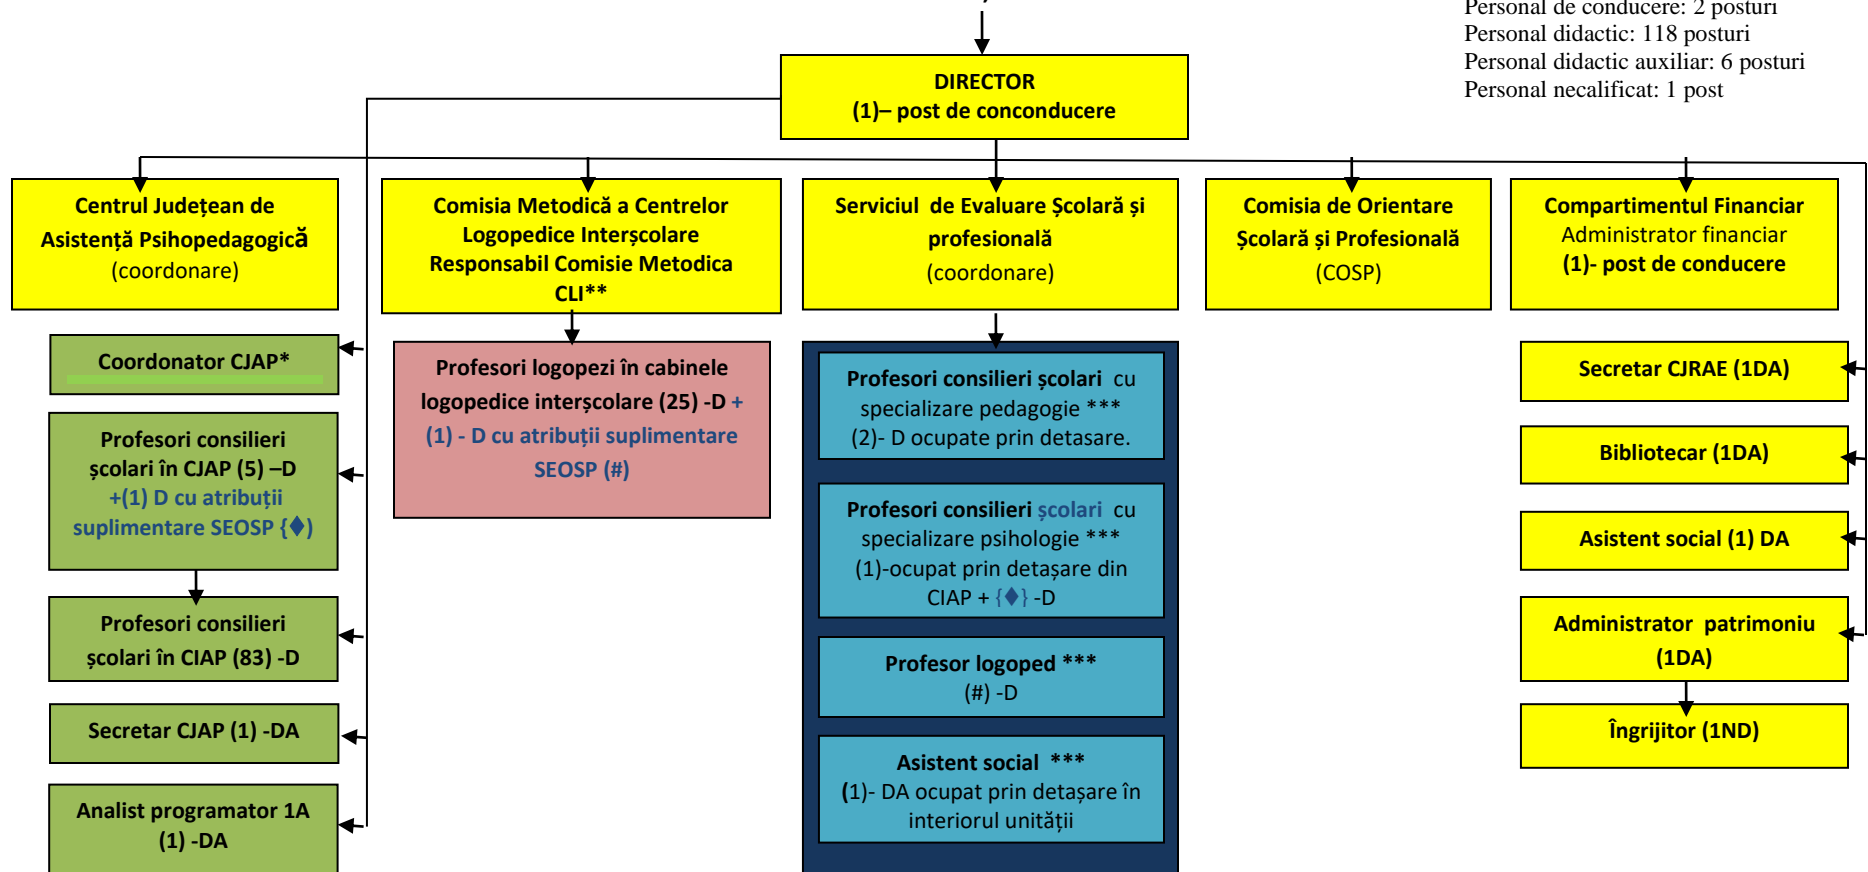 Personal de conducere: 2 posturi
Personal didactic: 118 posturi
Personal didactic auxiliar: 6 posturi
Personal necalificat: 1 post
DIRECTOR
(1)– post de conconducere
Centrul Județean de
Asistență Psihopedagogică
(coordonare)
Comisia Metodică a Centrelor
Logopedice Interșcolare
Responsabil Comisie Metodica
CLI**
Serviciul de Evaluare Școlară și
profesională
(coordonare)
Comisia de Orientare
Școlară și Profesională
(COSP)
Compartimentul Financiar
Administrator financiar
(1)- post de conducere
Coordonator CJAP*
Profesori consilieri
școlari în CJAP (5) –D
+(1) D cu atribuții
suplimentare SEOSP {♦)
Profesori consilieri
școlari în CIAP (83) -D
Secretar CJAP (1) -DA
Analist programator 1A
(1) -DA
Profesori logopezi în cabinele
logopedice interșcolare (25) -D +
(1) - D cu atribuții suplimentare
SEOSP (#)
Profesori consilieri școlari cu
specializare pedagogie ***
(2)- D ocupate prin detasare.
Profesori consilieri școlari cu
specializare psihologie ***
(1)-ocupat prin detașare din
CIAP + {♦} -D
Profesor logoped ***
(#) -D
Asistent social ***
(1)- DA ocupat prin detașare în
interiorul unității
Secretar CJRAE (1DA)
Bibliotecar (1DA)
Asistent social (1) DA
Administrator patrimoniu
(1DA)
Îngrijitor (1ND)